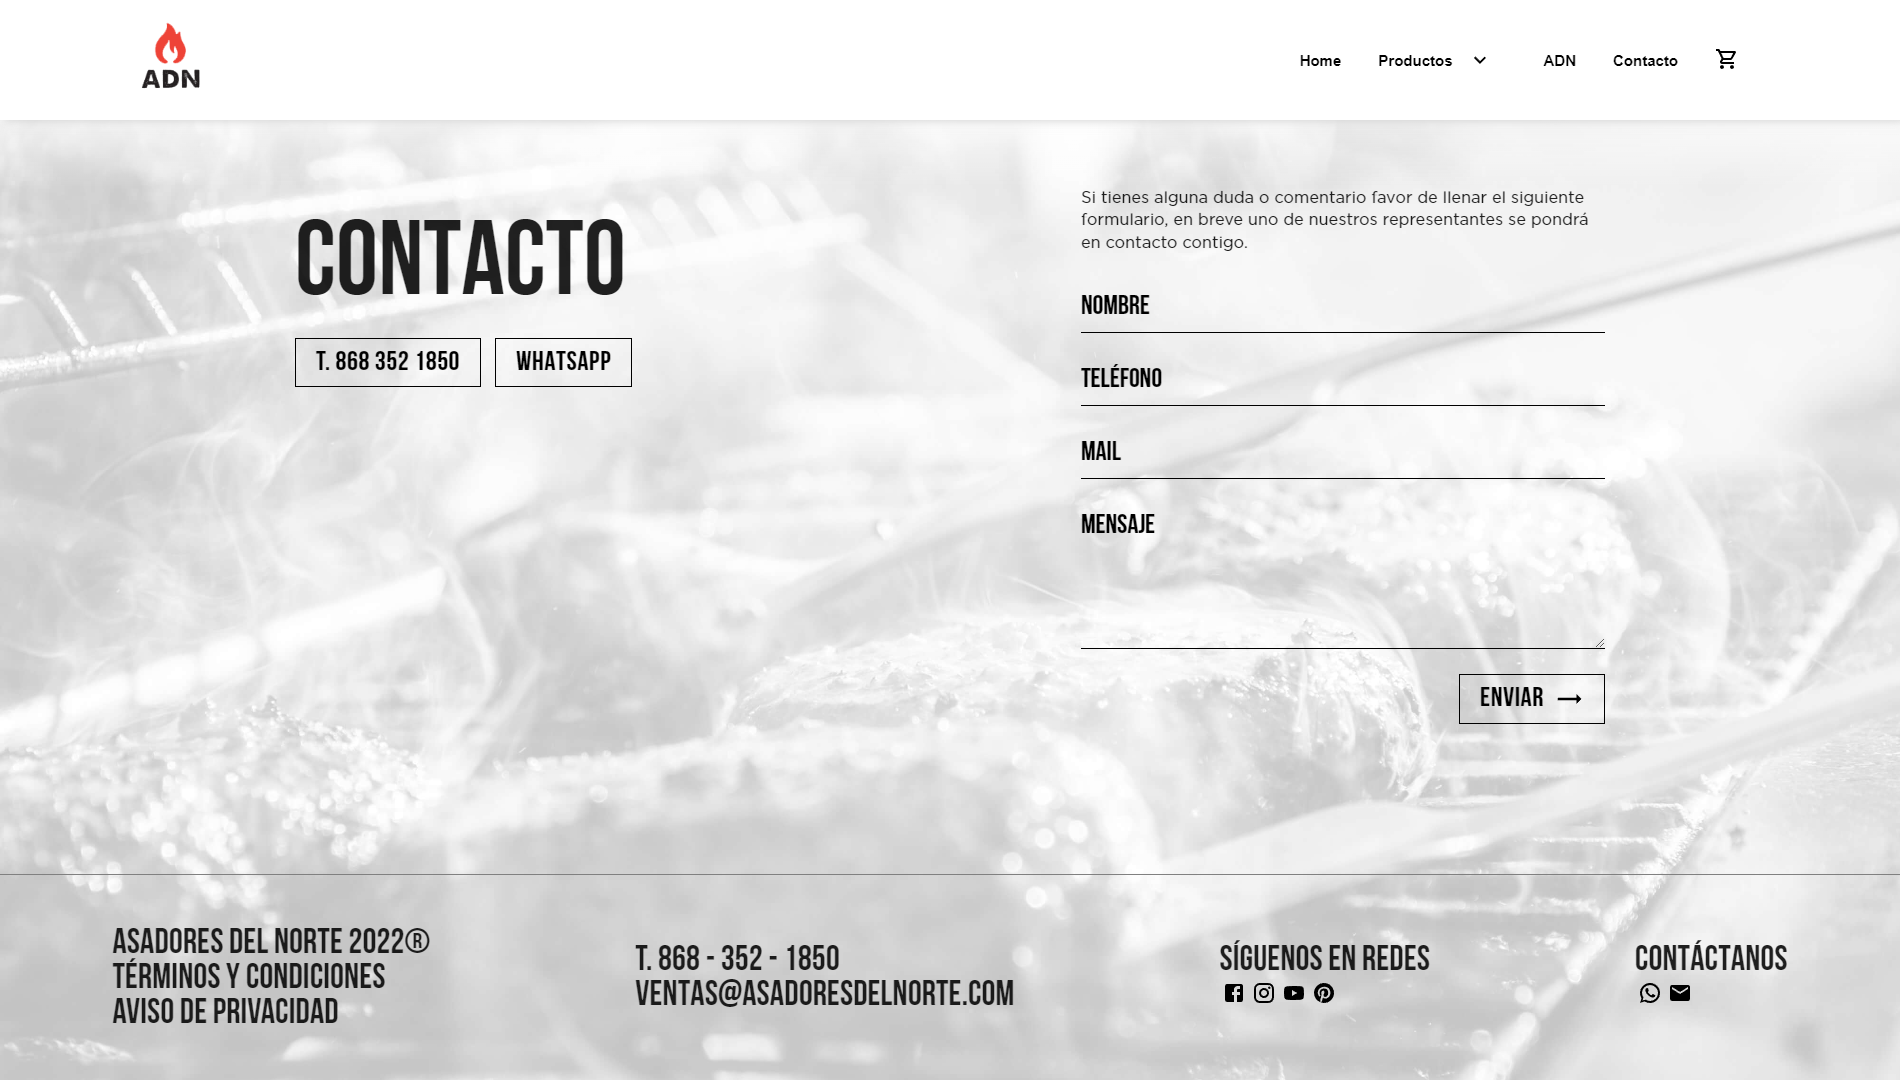 ADN
Home
Productos
ADN
Contacto
CONTACTO
T. 868 352 1850
WHATSAPP
Si tienes alguna duda o comentario favor de llenar el siguiente
formulario, en breve uno de nuestros representantes se pondrá
en contacto contigo.
NOMBRE
TELÉFONO
MAIL
MENSAJE
ENVIAR
ASADORES DEL NORTE 2022®
TÉRMINOS Y CONDICIONES
AVISO DE PRIVACIDAD
T. 868 - 352 - 1850
VENTAS@ASADORESDELNORTE.COM
SÍGUENOS EN REDES
CONTÁCTANOS